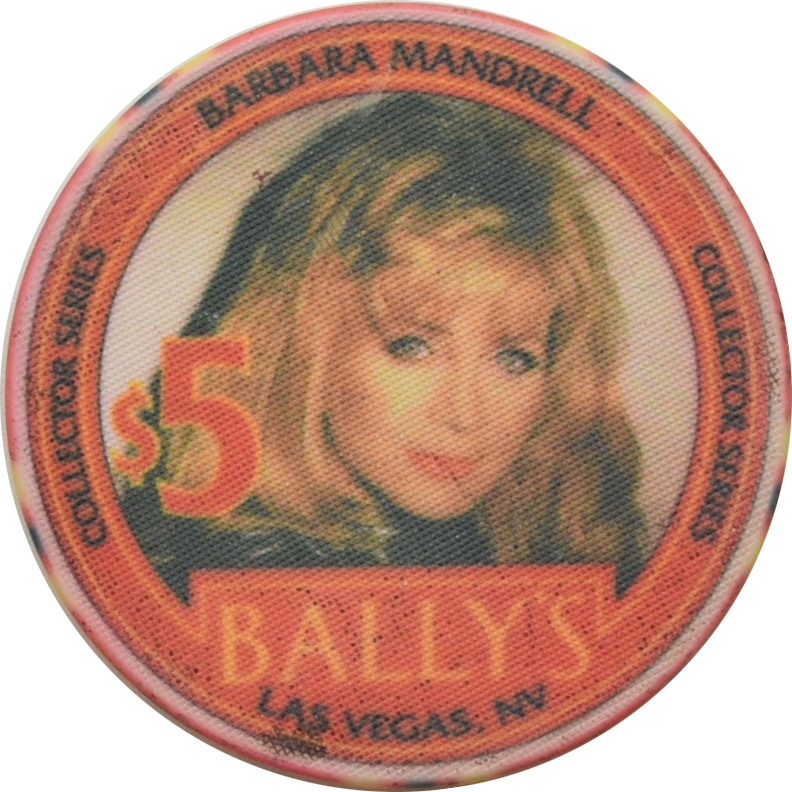 BARBARA MANDRELL
COLLECTOR SERIES
COLLECTOR SERIES
$5
BALLY'S
LAS VEGAS, NV